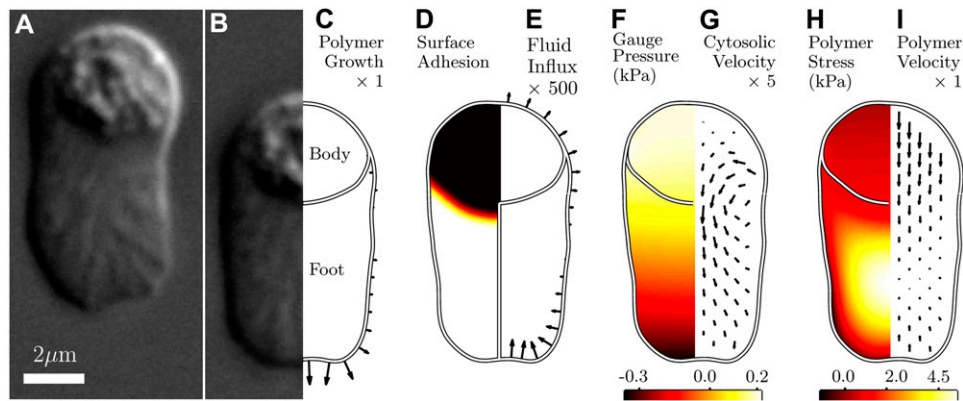 A
B
C
D
E
F
G
H
I
Polymer
Growth
× 1
Surface
Adhesion
Fluid
Influx
× 500
Gauge
Pressure
(kPa)
Cytosolic
Velocity
× 5
Polymer
Stress
(kPa)
Polymer
Velocity
× 1
Body
Foot
2μm
-0.3 0.0 0.2
0.0 2.0 4.5